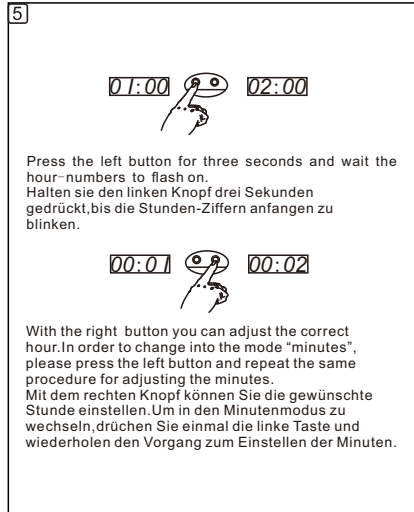 5
01:00 02:00
Press the left button for three seconds and wait the
hour-numbers to flash on.
Halten sie den linken Knopf drei Sekunden
gedrückt,bis die Stunden-Ziffern anfangen zu
blinken.
00:01 00:02
With the right button you can adjust the correct
hour.In order to change into the mode “minutes”,
please press the left button and repeat the same
procedure for adjusting the minutes.
Mit dem rechten Knopf können Sie die gewünschte
Stunde einstellen.Um in den Minutenmodus zu
wechseln,drüchen Sie einmal die linke Taste und
wiederholen den Vorgang zum Einstellen der Minuten.